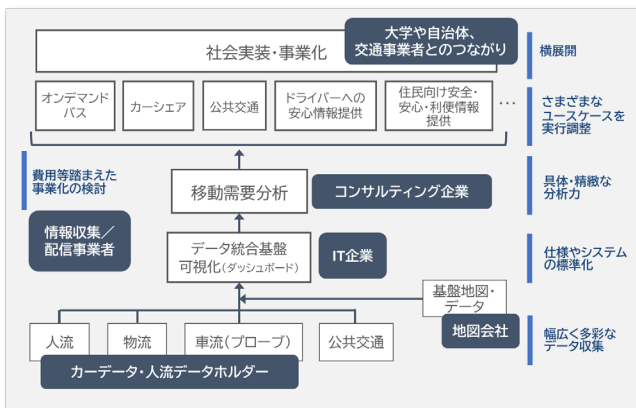 大学や自治体、
交通事業者とのつながり
社会実装・事業化
横展開
オンデマンド
バス
カーシェア
公共交通
ドライバーへの
安心情報提供
住民向け安全・
安心・利便情報
提供
…
さまざまな
ユースケースを
実行調整
費用等踏まえた
事業化の検討
移動需要分析
コンサルティング企業
具体・精緻な
分析力
情報収集／
配信事業者
データ統合基盤
可視化（ダッシュボード）
IT企業
仕様やシステム
の標準化
基盤地図・
データ
地図会社
幅広く多彩な
データ収集
人流
物流
車流（プローブ）
公共交通
カーデータ・人流データホルダー